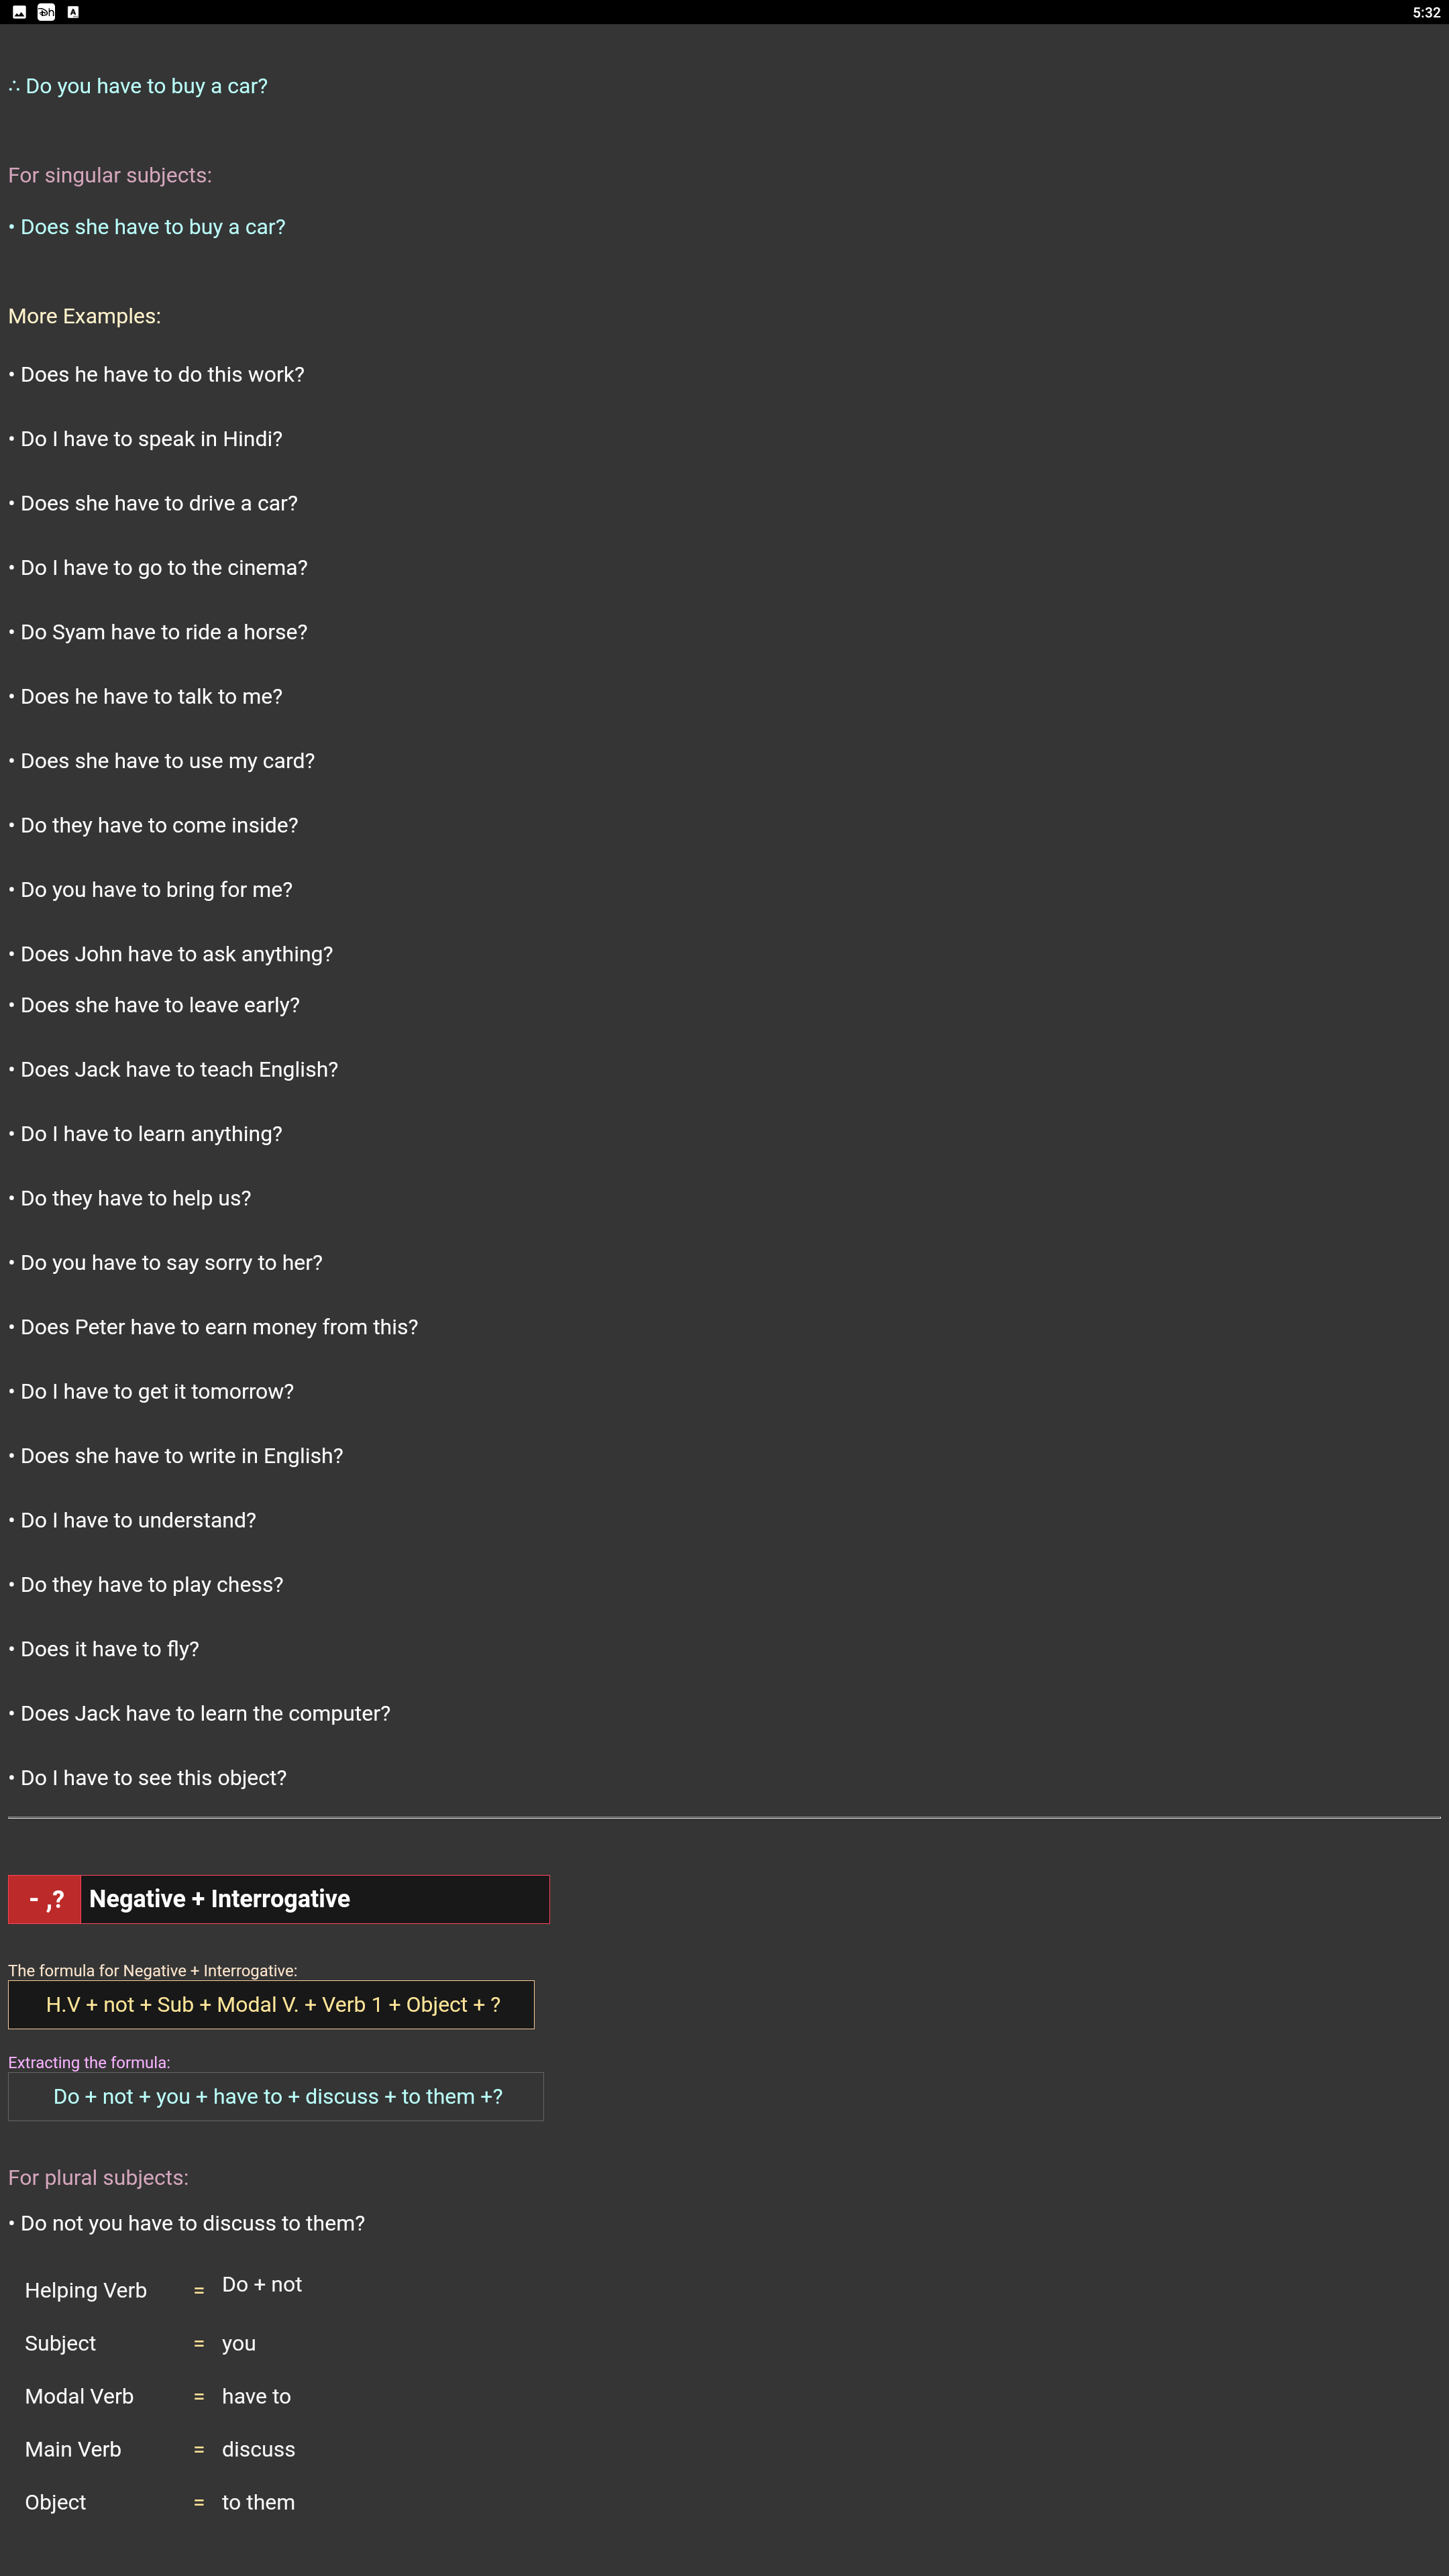 5:32
∴ Do you have to buy a car?
For singular subjects:
• Does she have to buy a car?
More Examples:
• Does he have to do this work?
• Do I have to speak in Hindi?
• Does she have to drive a car?
• Do I have to go to the cinema?
• Do Syam have to ride a horse?
• Does he have to talk to me?
• Does she have to use my card?
• Do they have to come inside?
• Do you have to bring for me?
• Does John have to ask anything?
• Does she have to leave early?
• Does Jack have to teach English?
• Do I have to learn anything?
• Do they have to help us?
• Do you have to say sorry to her?
• Does Peter have to earn money from this?
• Do I have to get it tomorrow?
• Does she have to write in English?
• Do I have to understand?
• Do they have to play chess?
• Does it have to fly?
• Does Jack have to learn the computer?
• Do I have to see this object?
- ,? Negative + Interrogative
The formula for Negative + Interrogative:
H.V + not + Sub + Modal V. + Verb 1 + Object + ?
Extracting the formula:
Do + not + you + have to + discuss + to them +?
For plural subjects:
• Do not you have to discuss to them?
Helping Verb = Do + not
Subject = you
Modal Verb = have to
Main Verb = discuss
Object = to them